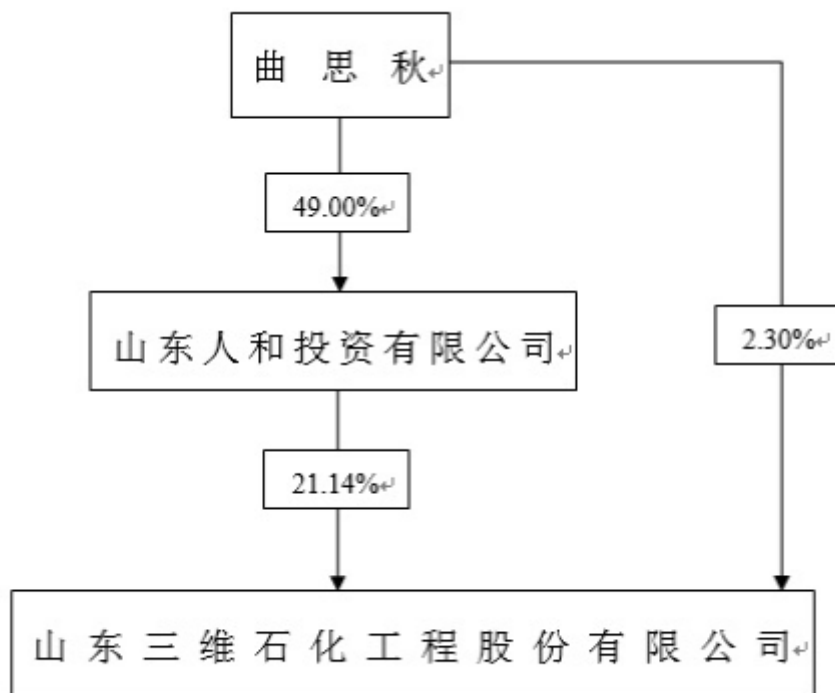 曲思秋
49.00%
山东人和投资有限公司
2.30%
21.14%
山东三维石化工程股份有限公司